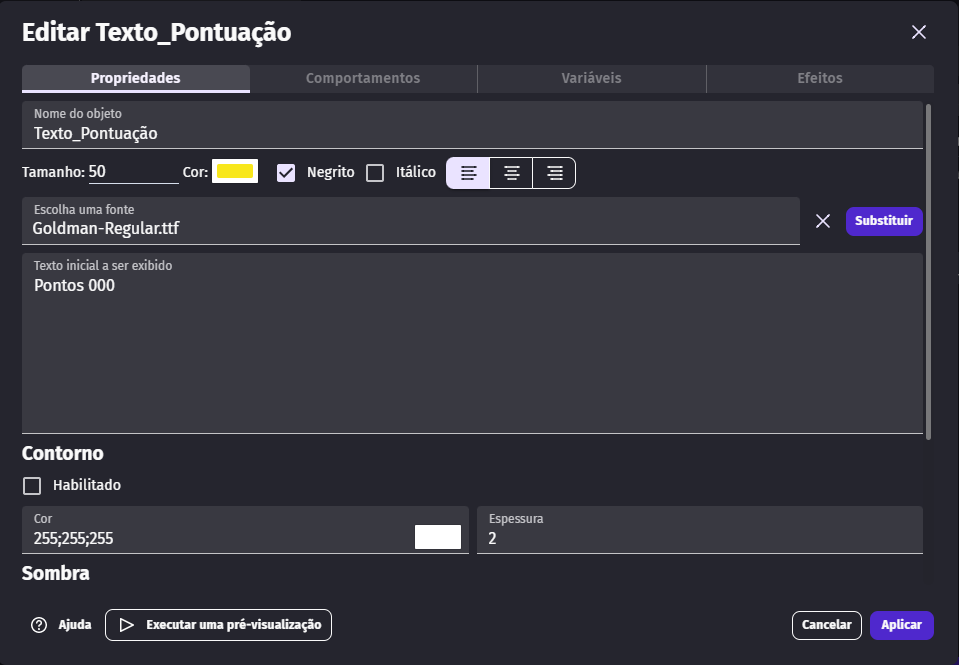 Editar Texto_Pontuação
Propriedades Comportamentos Variáveis Efeitos
Nome do objeto
Texto_Pontuação
Tamanho: 50 Cor: Negrito Itálico
Escolha uma fonte
Goldman-Regular.ttf
Substituir
Texto inicial a ser exibido
Pontos 000
Contorno
Habilitado
Cor
255;255;255
Espessura
2
Sombra
Ajuda Executar uma pré-visualização Cancelar Aplicar